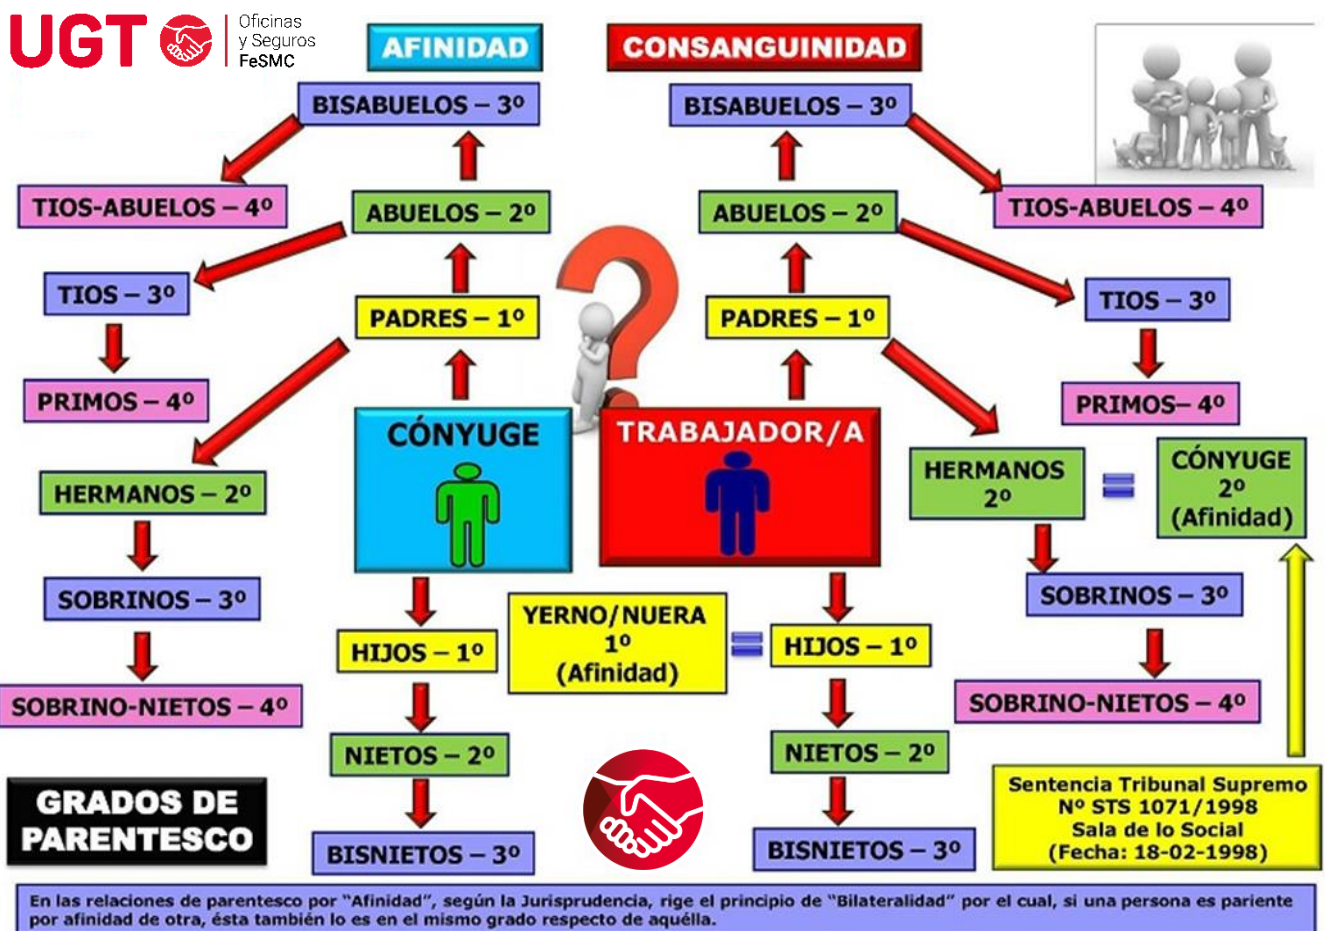 UGT
Oficinas
y Seguros
FeSMC
AFINIDAD
CONSANGUINIDAD
BISABUELOS – 3º
BISABUELOS – 3º
TIOS-ABUELOS – 4º
ABUELOS – 2º
ABUELOS – 2º
TIOS-ABUELOS – 4º
TIOS – 3º
PADRES – 1º
PADRES – 1º
TIOS – 3º
PRIMOS – 4º
PRIMOS– 4º
CÓNYUGE
TRABAJADOR/A
HERMANOS – 2º
HERMANOS
2º
CÓNYUGE
2º
(Afinidad)
SOBRINOS – 3º
SOBRINOS – 3º
HIJOS – 1º
YERNO/NUERA
1º
(Afinidad)
HIJOS – 1º
SOBRINO-NIETOS – 4º
SOBRINO-NIETOS – 4º
NIETOS – 2º
NIETOS – 2º
GRADOS DE
PARENTESCO
BISNIETOS – 3º
BISNIETOS – 3º
Sentencia Tribunal Supremo
Nº STS 1071/1998
Sala de lo Social
(Fecha: 18-02-1998)
En las relaciones de parentesco por “Afinidad”, según la Jurisprudencia, rige el principio de “Bilateralidad” por el cual, si una persona es pariente
por afinidad de otra, ésta también lo es en el mismo grado respecto de aquélla.